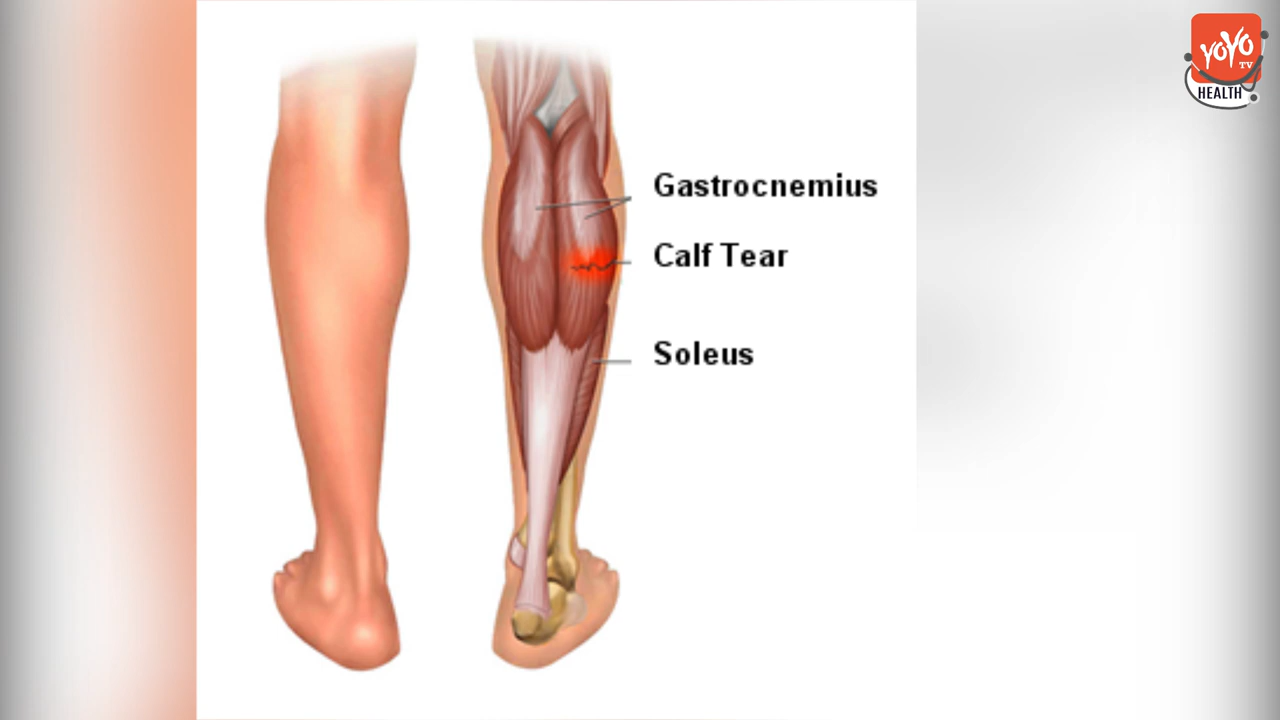 YOYO
TV
HEALTH
Gastrocnemius
Calf Tear
Soleus